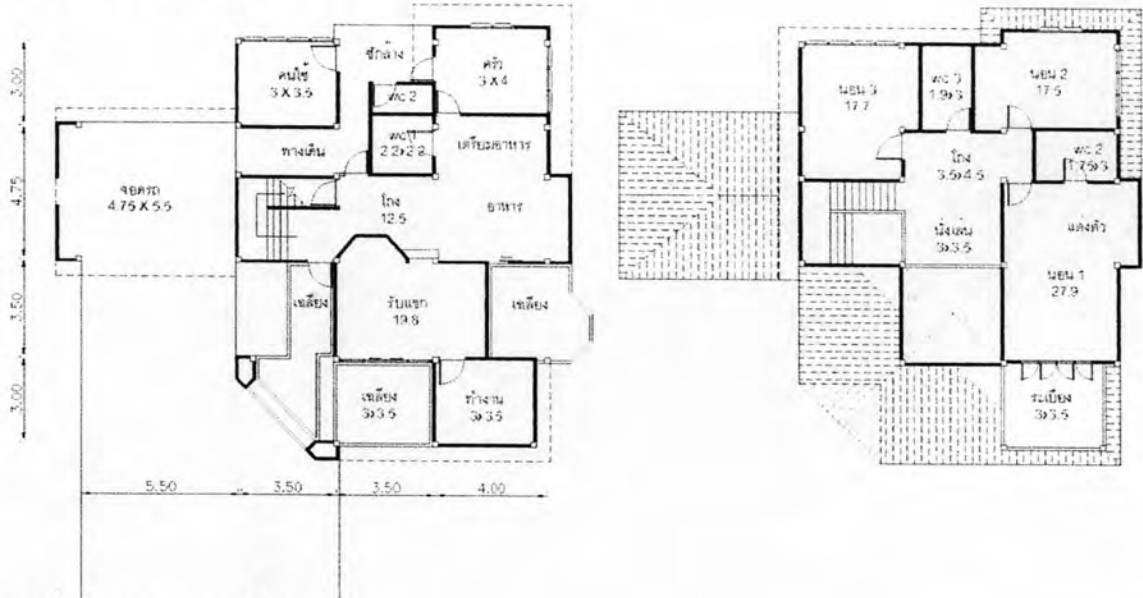 ซักล้าง
ครัว
3 X 4
คนใช้
3 X 3.5
wc 2
wc 1
2.2x2.2
เตรียมอาหาร
ทางเดิน
จอดรถ
4.75 X 5.5
โถง
12.5
อาหาร
เฉลียง
รับแขก
19.8
เฉลียง
เฉลียง
3x3.5
ทำงาน
3x3.5
3.00
4.75
3.50
3.00
5.50
3.50
3.50
4.00
นอน 3
17.7
wc 3
1.9x3
นอน 2
17.5
โถง
3.5x4.5
wc 2
1.75x3
นั่งเล่น
3x3.5
แต่งตัว
นอน 1
27.9
ระเบียง
3x3.5